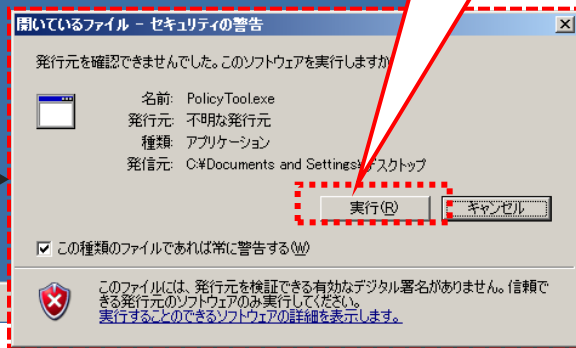 開いているファイル - セキュリティの警告
発行元を確認できませんでした。このソフトウェアを実行しますか
名前: PolicyTool.exe
発行元: 不明な発行元
種類: アプリケーション
発信元: C:¥Documents and Settings¥デスクトップ
実行(R)
キャンセル
この種類のファイルであれば常に警告する(W)
このファイルには、発行元を検証できる有効なデジタル署名がありません。信頼で
きる発行元のソフトウェアのみ実行してください。
実行することのできるソフトウェアの詳細を表示します。